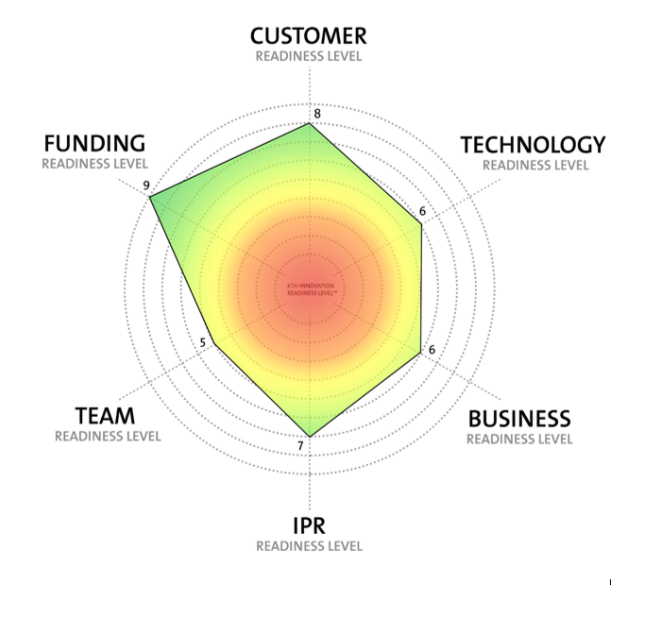 CUSTOMER
READINESS LEVEL
8
FUNDING
READINESS LEVEL
9
TECHNOLOGY
READINESS LEVEL
6
KTH INNOVATION
READINESS LEVEL™
5
6
TEAM
READINESS LEVEL
BUSINESS
READINESS LEVEL
7
IPR
READINESS LEVEL